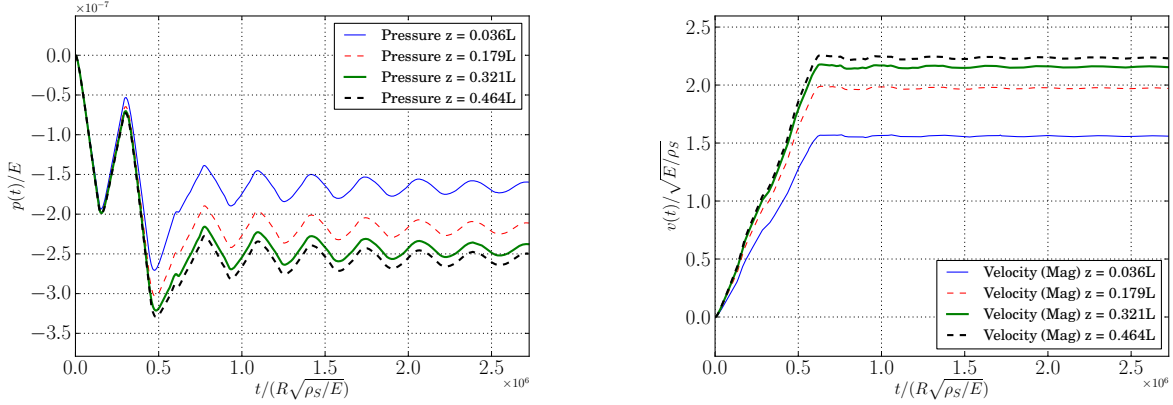 ×10⁻⁷
0.0
−0.5
−1.0
−1.5
−2.0
−2.5
−3.0
−3.5
p(t)/E
Pressure z = 0.036L
Pressure z = 0.179L
Pressure z = 0.321L
Pressure z = 0.464L
0.0 0.5 1.0 1.5 2.0 2.5
×10⁶
t/(R√ρS/E)
2.5
2.0
1.5
1.0
0.5
0.0
v(t)/√E/ρS
Velocity (Mag) z = 0.036L
Velocity (Mag) z = 0.179L
Velocity (Mag) z = 0.321L
Velocity (Mag) z = 0.464L
0.0 0.5 1.0 1.5 2.0 2.5
×10⁶
t/(R√ρS/E)